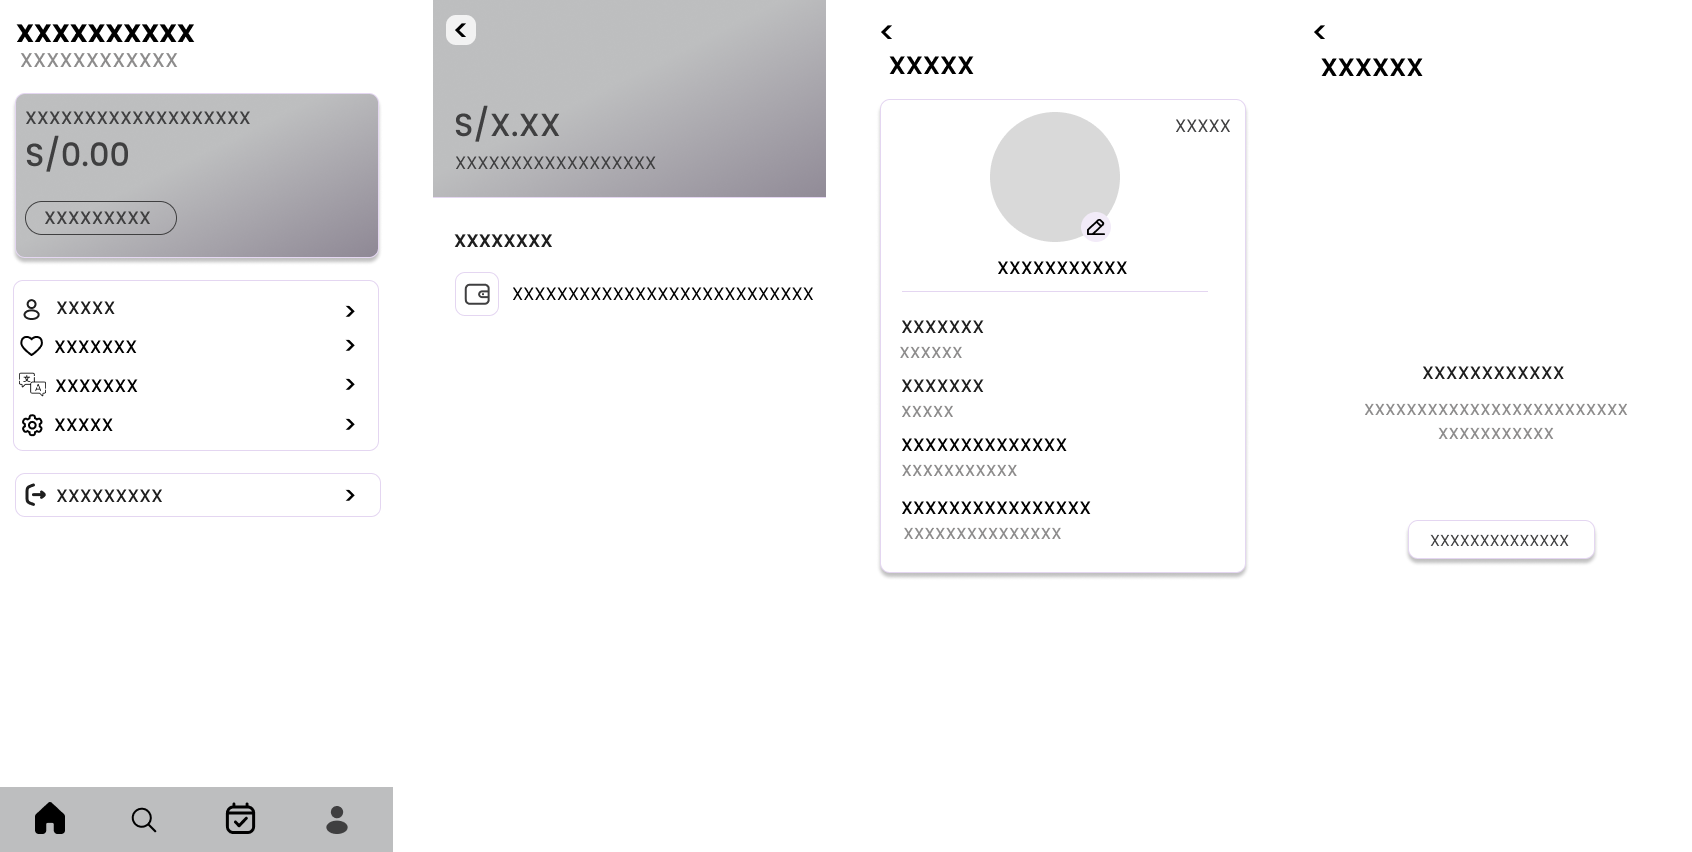 XXXXXXXXXX
XXXXXXXXXXXX
XXXXXXXXXXXXXXXXXXX
S/0.00
XXXXXXXXX
XXXXX
XXXXXXX
XXXXXXX
XXXXX
XXXXXXXXX
S/X.XX
XXXXXXXXXXXXXXXXXX
XXXXXXXX
XXXXXXXXXXXXXXXXXXXXXXXXXXX
XXXXX
XXXXX
XXXXXXXXXXX
XXXXXXX
XXXXXX
XXXXXXX
XXXXX
XXXXXXXXXXXXXX
XXXXXXXXXXX
XXXXXXXXXXXXXXXX
XXXXXXXXXXXXXXX
XXXXXX
XXXXXXXXXXXX
XXXXXXXXXXXXXXXXXXXXXXXXX
XXXXXXXXXXX
XXXXXXXXXXXXXX